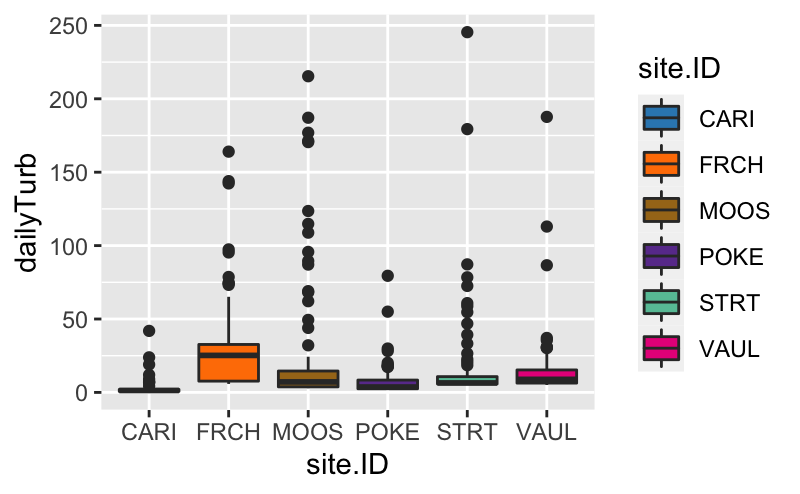 250
200
150
100
50
0
dailyTurb
CARI FRCH MOOS POKE STRT VAUL
site.ID
site.ID
CARI
FRCH
MOOS
POKE
STRT
VAUL